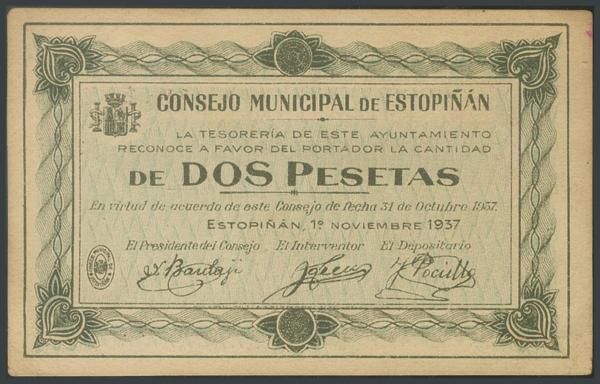 CONSEJO MUNICIPAL DE ESTOPIÑÁN
LA TESORERÍA DE ESTE AYUNTAMIENTO
RECONOCE A FAVOR DEL PORTADOR LA CANTIDAD
DE DOS PESETAS
En virtud de acuerdo de este Consejo de fecha 31 de Octubre 1937.
ESTOPIÑÁN, 1º NOVIEMBRE 1937
El Presidente del Consejo El Interventor El Depositario